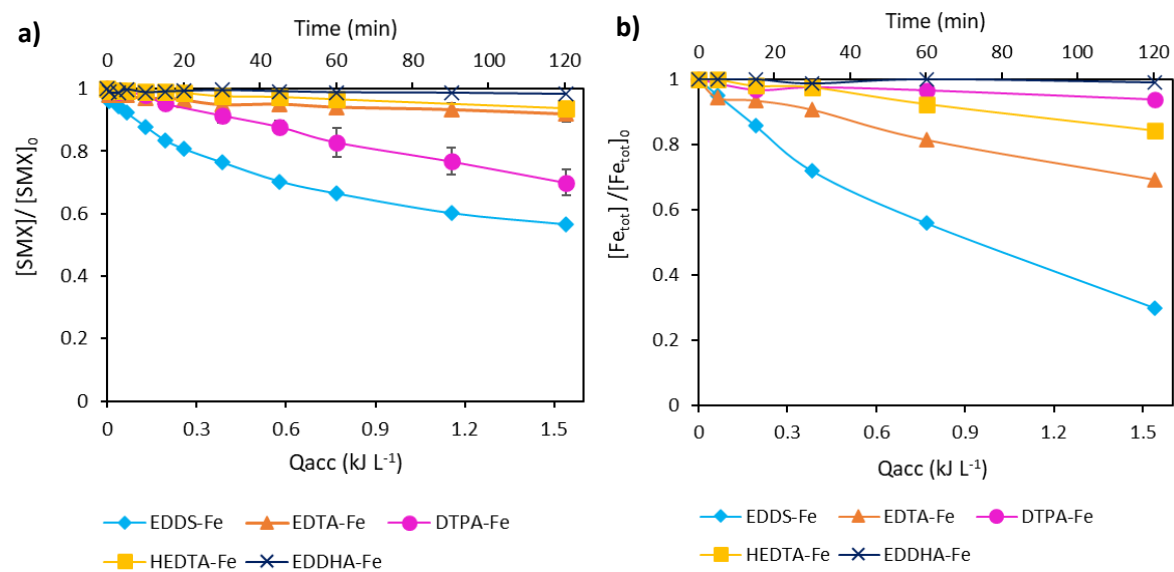 a)
Time (min)
0 20 40 60 80 100 120
1
0.8
0.6
0.4
0.2
0
[SMX]/ [SMX]₀
0 0.3 0.6 0.9 1.2 1.5
Qacc (kJ L⁻¹)
EDDS-Fe EDTA-Fe DTPA-Fe
HEDTA-Fe EDDHA-Fe
b)
Time (min)
0 20 40 60 80 100 120
1
0.8
0.6
0.4
0.2
0
[Fe_tot] /[Fe_tot]₀
0 0.3 0.6 0.9 1.2 1.5
Qacc (kJ L⁻¹)
EDDS-Fe EDTA-Fe DTPA-Fe
HEDTA-Fe EDDHA-Fe